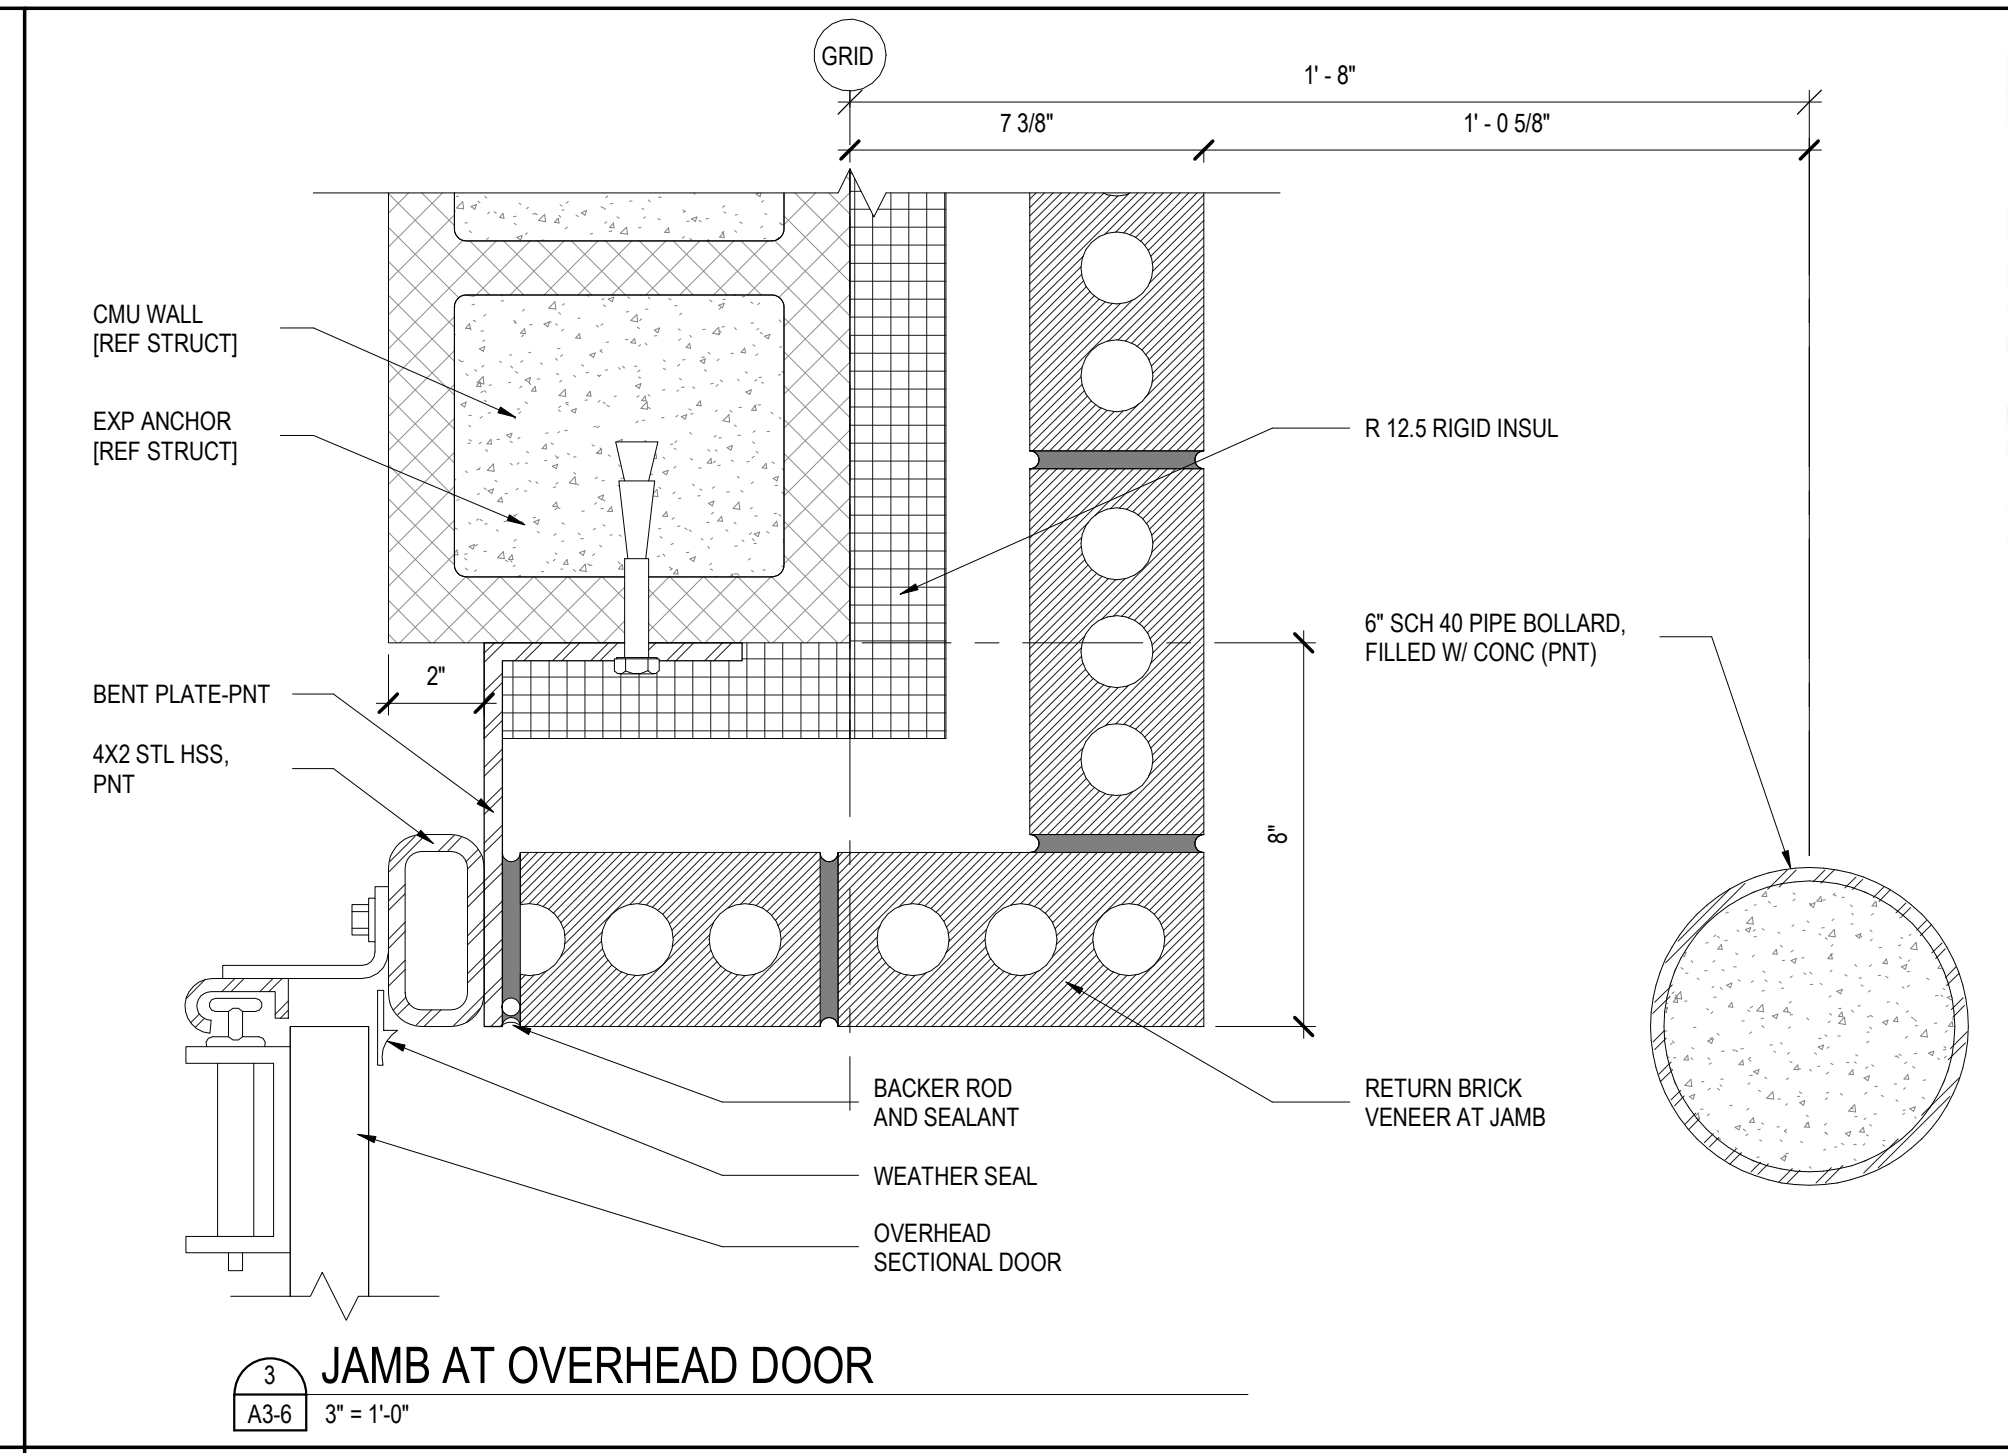 GRID
1' - 8"
7 3/8"
1' - 0 5/8"
CMU WALL
[REF STRUCT]
EXP ANCHOR
[REF STRUCT]
R 12.5 RIGID INSUL
6" SCH 40 PIPE BOLLARD,
FILLED W/ CONC (PNT)
2"
BENT PLATE-PNT
4X2 STL HSS,
PNT
8"
BACKER ROD
AND SEALANT
RETURN BRICK
VENEER AT JAMB
WEATHER SEAL
OVERHEAD
SECTIONAL DOOR
3
JAMB AT OVERHEAD DOOR
A3-6
3" = 1'-0"